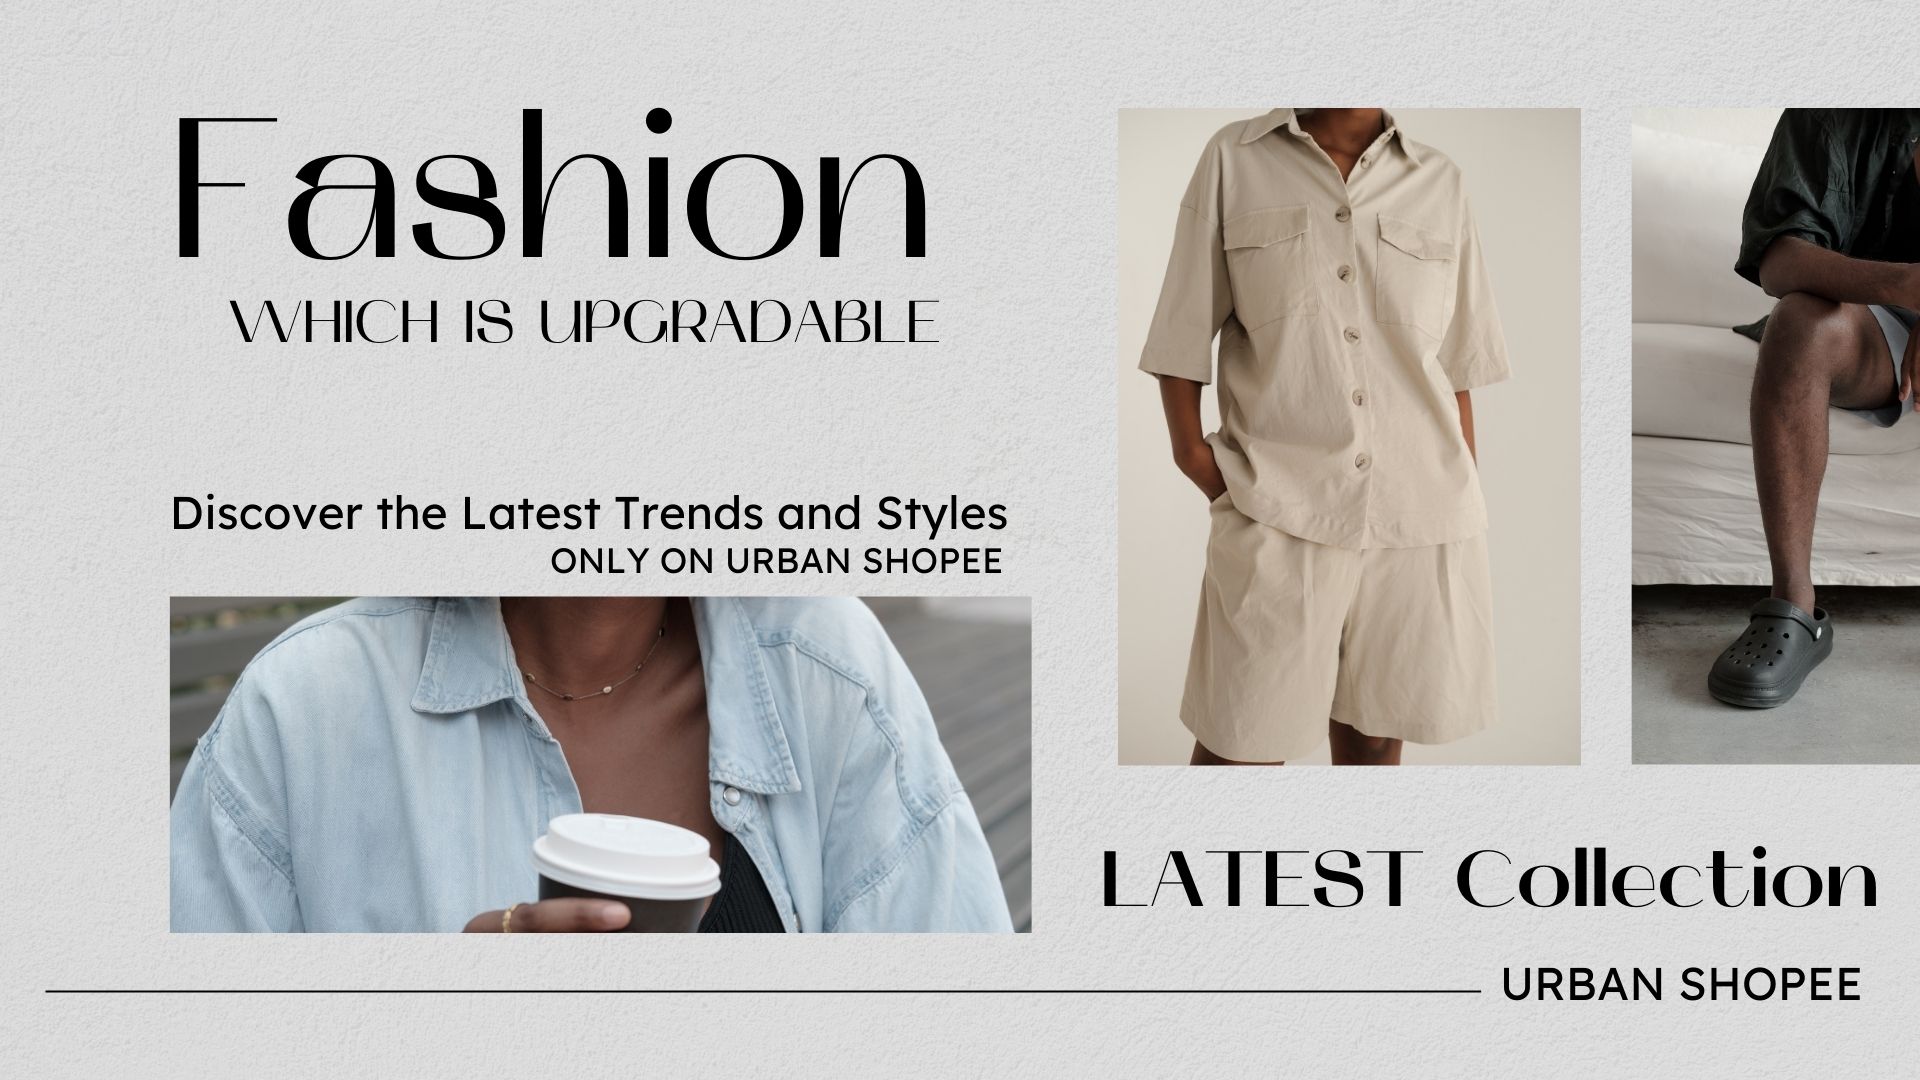 Fashion
WHICH IS UPGRADABLE
Discover the Latest Trends and Styles
ONLY ON URBAN SHOPEE
LATEST Collection
URBAN SHOPEE